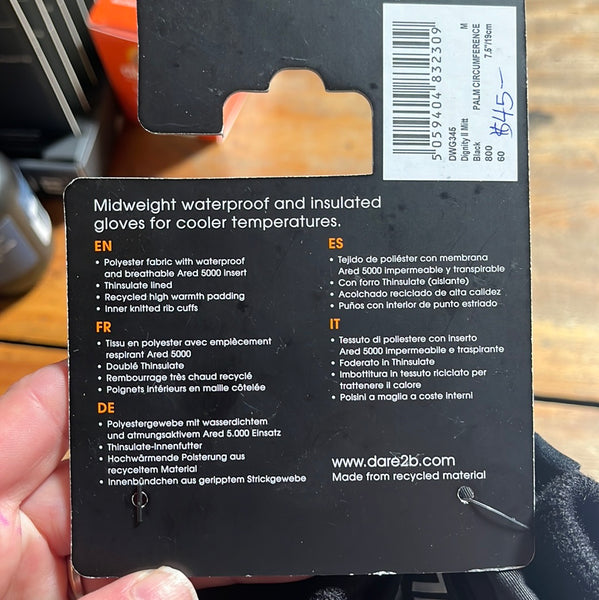 5 059404 832309
DWG345 M
Dignity II Mitt
Black PALM CIRCUMFERENCE
800 7.5"/19cm
60
$45-
Midweight waterproof and insulated
gloves for cooler temperatures.
EN
• Polyester fabric with waterproof
and breathable Ared 5000 insert
• Thinsulate lined
• Recycled high warmth padding
• Inner knitted rib cuffs
FR
• Tissu en polyester avec emplècement
respirant Ared 5000
• Doublé Thinsulate
• Rembourrage très chaud recyclé
• Poignets intérieurs en maille côtelée
DE
• Polyestergewebe mit wasserdichtem
und atmungsaktivem Ared 5.000 Einsatz
• Thinsulate-Innenfutter
• Hochwärmende Polsterung aus
recyceltem Material
• Innenbündchen aus geripptem Strickgewebe
ES
• Tejido de poliéster con membrana
Ared 5000 impermeable y transpirable
• Con forro Thinsulate (aislante)
• Acolchado reciclado de alta calidez
• Puños con interior de punto estriado
IT
• Tessuto di poliestere con inserto
Ared 5000 impermeabile e traspirante
• Foderato in Thinsulate
• Imbottitura in tessuto riciclato per
trattenere il calore
• Polsini a maglia a coste interni
www.dare2b.com
Made from recycled material